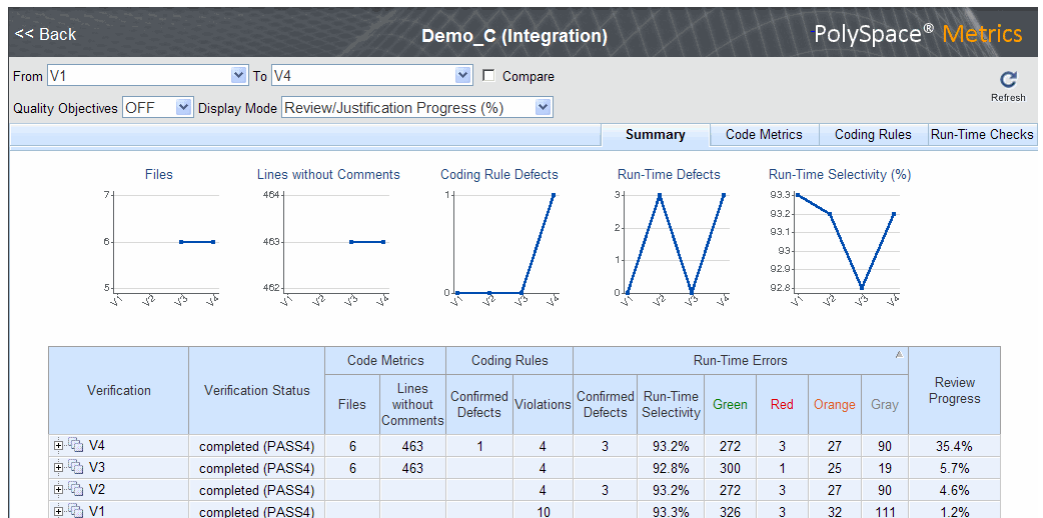 << Back
Demo_C (Integration)
PolySpace® Metrics
From V1 To V4 Compare
Refresh
Quality Objectives OFF Display Mode Review/Justification Progress (%)
Summary Code Metrics Coding Rules Run-Time Checks
Files
7
6
5
V1 V2 V3 V4
Lines without Comments
464
463
462
V1 V2 V3 V4
Coding Rule Defects
1
0
V1 V2 V3 V4
Run-Time Defects
3
2
1
0
V1 V2 V3 V4
Run-Time Selectivity (%)
93.3
93.2
93.1
93
92.9
92.8
V1 V2 V3 V4
Verification Verification Status Code Metrics Coding Rules Run-Time Errors Review Progress
Files Lines without Comments Confirmed Defects Violations Confirmed Defects Run-Time Selectivity Green Red Orange Gray
V4 completed (PASS4) 6 463 1 4 3 93.2% 272 3 27 90 35.4%
V3 completed (PASS4) 6 463 4 92.8% 300 1 25 19 5.7%
V2 completed (PASS4) 4 3 93.2% 272 3 27 90 4.6%
V1 completed (PASS4) 10 93.3% 326 3 32 111 1.2%